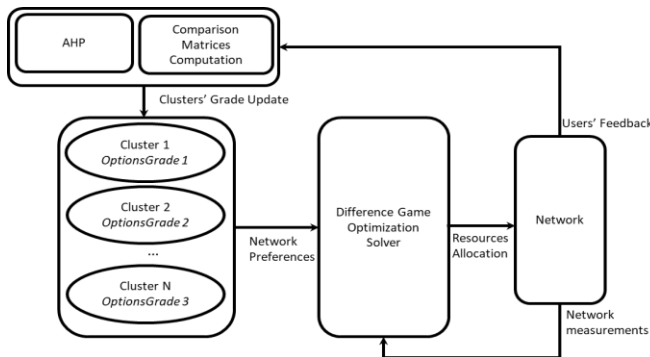 AHP
Comparison
Matrices
Computation
Clusters' Grade Update
Users' Feedback
Cluster 1
OptionsGrade 1
Cluster 2
OptionsGrade 2
...
Cluster N
OptionsGrade 3
Network
Preferences
Difference Game
Optimization
Solver
Resources
Allocation
Network
Network
measurements